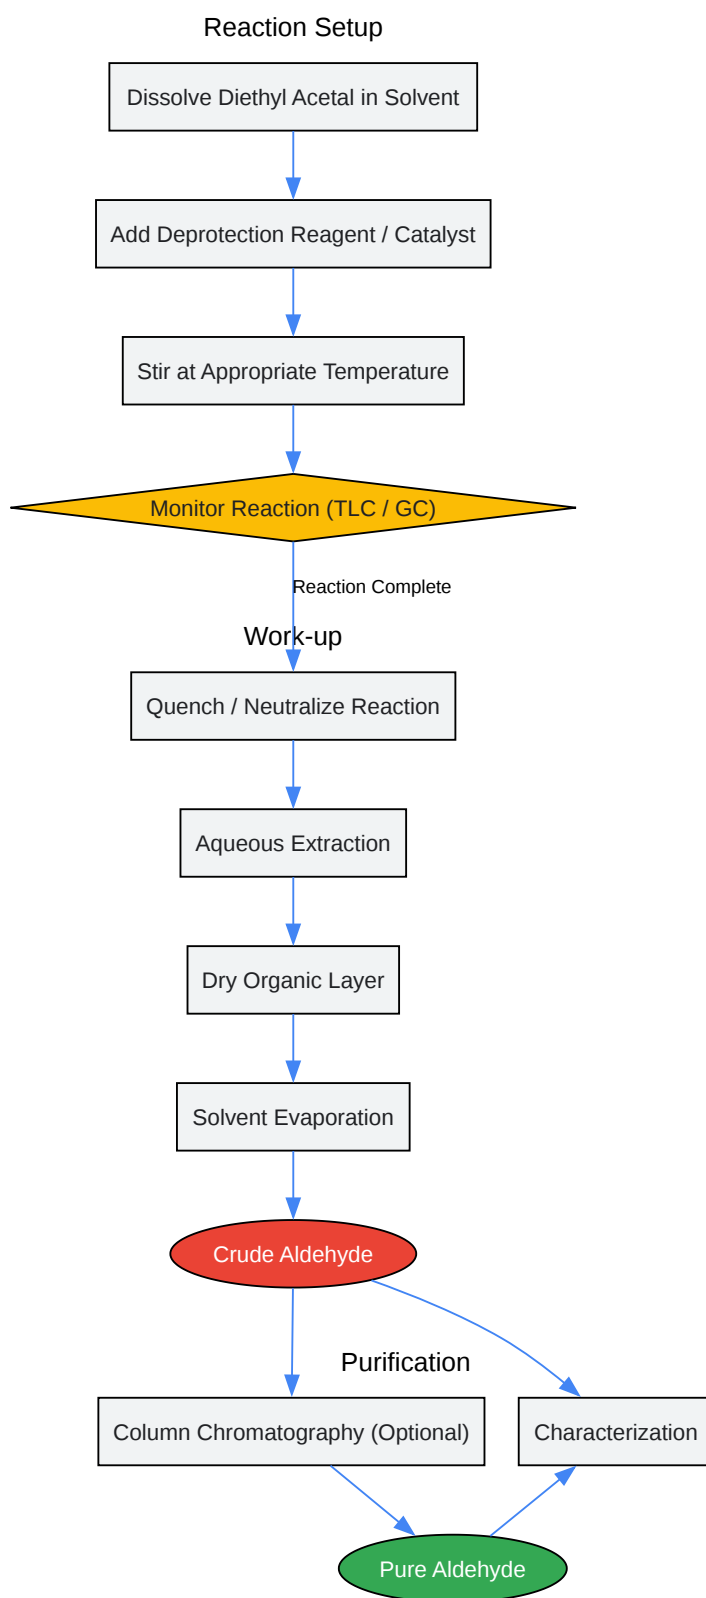 Reaction Setup
Dissolve Diethyl Acetal in Solvent
Add Deprotection Reagent / Catalyst
Stir at Appropriate Temperature
Monitor Reaction (TLC / GC)
Reaction Complete
Work-up
Quench / Neutralize Reaction
Aqueous Extraction
Dry Organic Layer
Solvent Evaporation
Crude Aldehyde
Purification
Column Chromatography (Optional)
Characterization
Pure Aldehyde